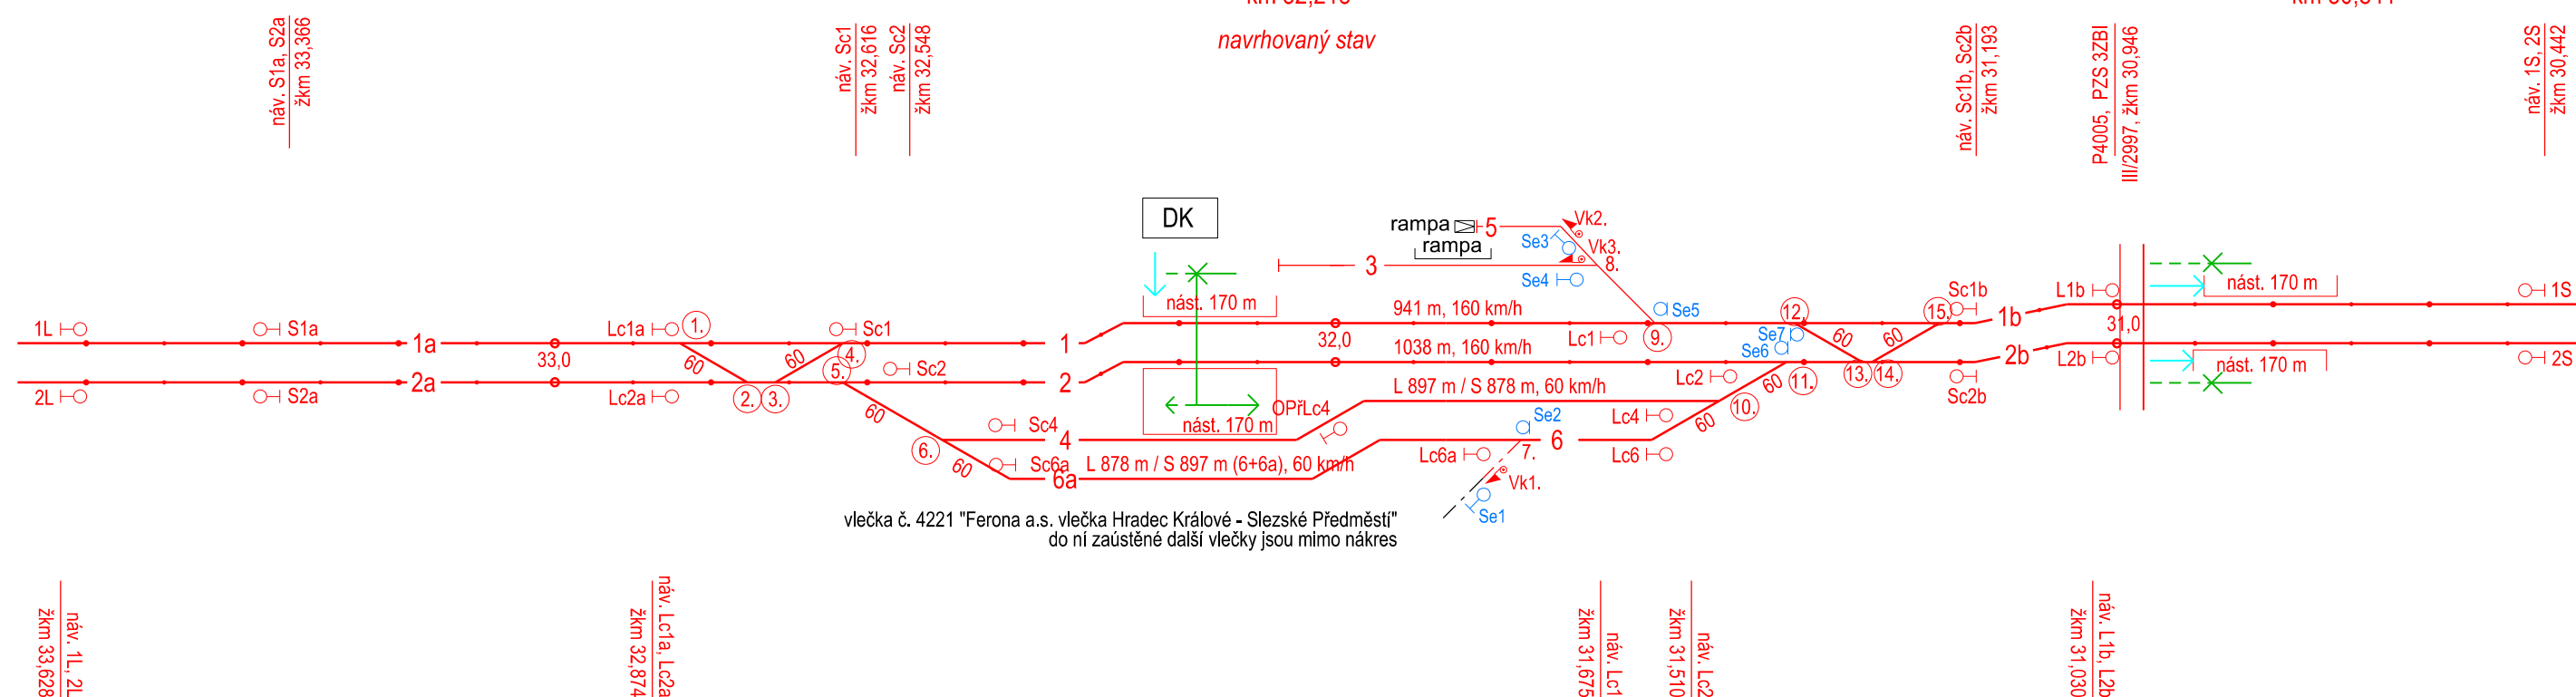 navrhovaný stav
náv. S1a, S2a
žkm 33,366
náv. Sc1
žkm 32,616
náv. Sc2
žkm 32,548
náv. Sc1b, Sc2b
žkm 31,193
P4005, PZS 3ZBI
III/2997, žkm 30,946
náv. 1S, 2S
žkm 30,442
DK
rampa
5
Vk2.
rampa
Se3
Vk3.
3
8.
Se4
nást. 170 m
941 m, 160 km/h
Se5
12.
15.
Sc1b
L1b
nást. 170 m
1S
1L
S1a
Lc1a
1.
Sc1
1a
33,0
60
60
4.
1
32,0
Lc1
9.
Se7
60
60
1b
31,0
1038 m, 160 km/h
Se6
2L
S2a
Lc2a
2a
2.
3.
5.
Sc2
2
Lc2
60
11.
13.
14.
Sc2b
2b
L2b
nást. 170 m
2S
L 897 m / S 878 m, 60 km/h
OPřLc4
nást. 170 m
60
Sc4
4
Se2
Lc4
10.
60
6.
60
Sc6a
L 878 m / S 897 m (6+6a), 60 km/h
6a
Lc6a
7.
6
Lc6
Vk1.
Se1
vlečka č. 4221 "Ferona a.s. vlečka Hradec Králové - Slezské Předměstí"
do ní zaústěné další vlečky jsou mimo nákres
náv. 1L, 2L
žkm 33,628
náv. Lc1a, Lc2a
žkm 32,874
náv. Lc1
žkm 31,675
náv. Lc2
žkm 31,510
náv. L1b, L2b
žkm 31,030